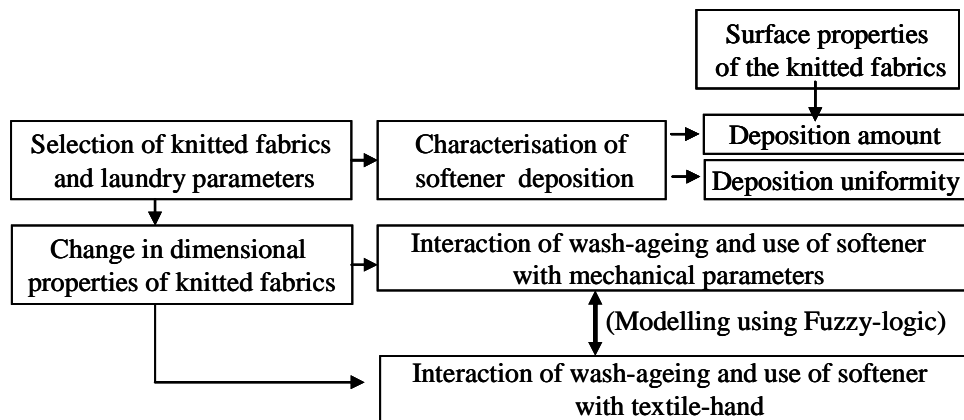 Surface properties
of the knitted fabrics
Selection of knitted fabrics
and laundry parameters
Characterisation of
softener deposition
Deposition amount
Deposition uniformity
Change in dimensional
properties of knitted fabrics
Interaction of wash-ageing and use of softener
with mechanical parameters
(Modelling using Fuzzy-logic)
Interaction of wash-ageing and use of softener
with textile-hand